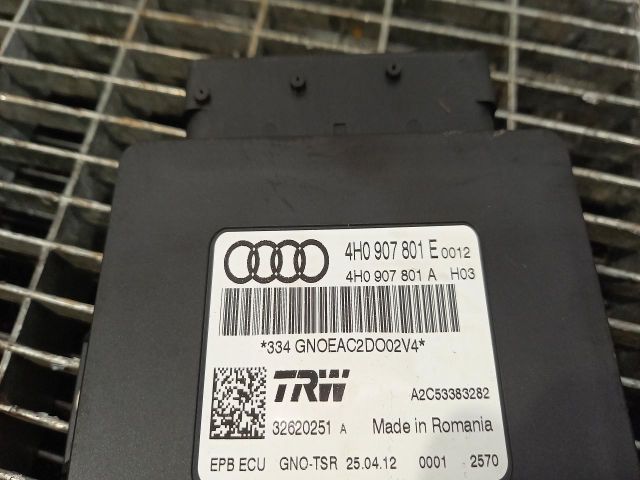 4H0 907 801 E 0012
4H0 907 801 A H03
*334 GNOEAC2DO02V4*
TRW A2C53383282
32620251 A Made in Romania
EPB ECU GNO-TSR 25.04.12 0001 2570